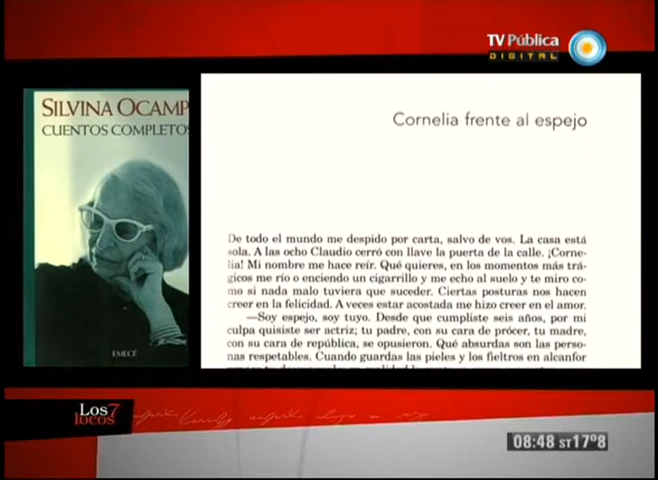 TV Pública
DIGITAL
SILVINA OCAMP
CUENTOS COMPLETOS
EMECÉ
Cornelia frente al espejo
De todo el mundo me despido por carta, salvo de vos. La casa está
sola. A las ocho Claudio cerró con llave la puerta de la calle. ¡Corne-
lia! Mi nombre me hace reír. Qué quieres, en los momentos más trá-
gicos me río o enciendo un cigarrillo y me echo al suelo y te miro co-
mo si nada malo tuviera que suceder. Ciertas posturas nos hacen
creer en la felicidad. A veces estar acostada me hizo creer en el amor.
—Soy espejo, soy tuyo. Desde que cumpliste seis años, por mi
culpa quisiste ser actriz; tu padre, con su cara de prócer, tu madre,
con su cara de república, se opusieron. Qué absurdas son las perso-
nas respetables. Cuando guardas las pieles y los fieltros en alcanfor
Los 7
locos
08:48 ST 17º8